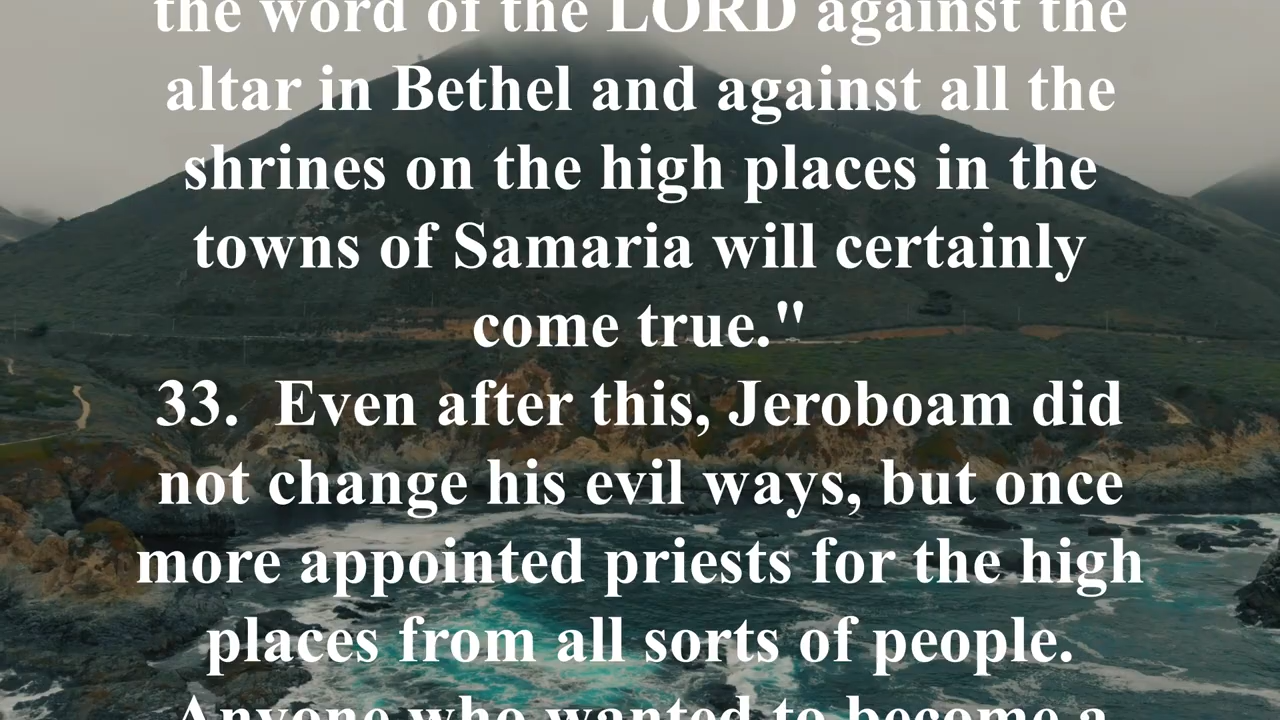 the word of the LORD against the
altar in Bethel and against all the
shrines on the high places in the
towns of Samaria will certainly
come true."
33.  Even after this, Jeroboam did
not change his evil ways, but once
more appointed priests for the high
places from all sorts of people.
Anyone who wanted to become a